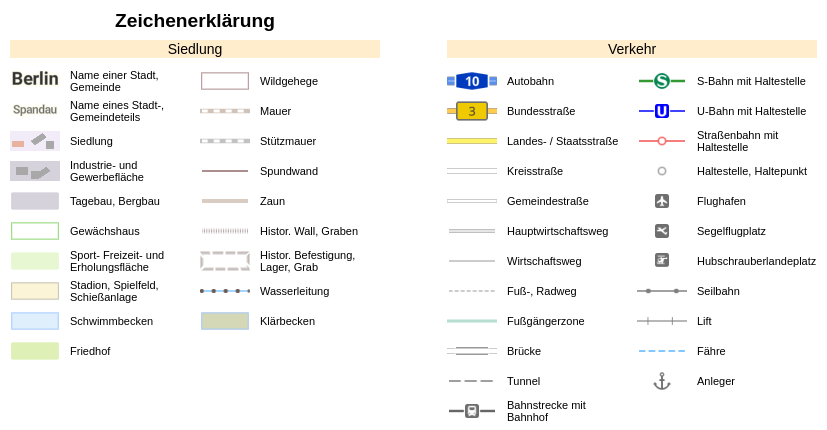 Zeichenerklärung
Siedlung
Berlin Name einer Stadt,
Gemeinde
Spandau Name eines Stadt-,
Gemeindeteils
Siedlung
Industrie- und
Gewerbefläche
Tagebau, Bergbau
Gewächshaus
Sport- Freizeit- und
Erholungsfläche
Stadion, Spielfeld,
Schießanlage
Schwimmbecken
Friedhof
Wildgehege
Mauer
Stützmauer
Spundwand
Zaun
Histor. Wall, Graben
Histor. Befestigung,
Lager, Grab
Wasserleitung
Klärbecken
Verkehr
10 Autobahn
3 Bundesstraße
Landes- / Staatsstraße
Kreisstraße
Gemeindestraße
Hauptwirtschaftsweg
Wirtschaftsweg
Fuß-, Radweg
Fußgängerzone
Brücke
Tunnel
Bahnstrecke mit
Bahnhof
S S-Bahn mit Haltestelle
U U-Bahn mit Haltestelle
Straßenbahn mit
Haltestelle
Haltestelle, Haltepunkt
Flughafen
Segelflugplatz
Hubschrauberlandeplatz
Seilbahn
Lift
Fähre
Anleger